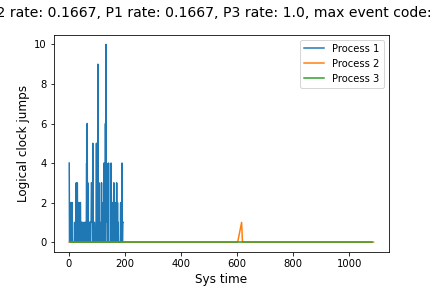 2 rate: 0.1667, P1 rate: 0.1667, P3 rate: 1.0, max event code:
10
8
6
4
2
0
Logical clock jumps
Process 1
Process 2
Process 3
0 200 400 600 800 1000
Sys time